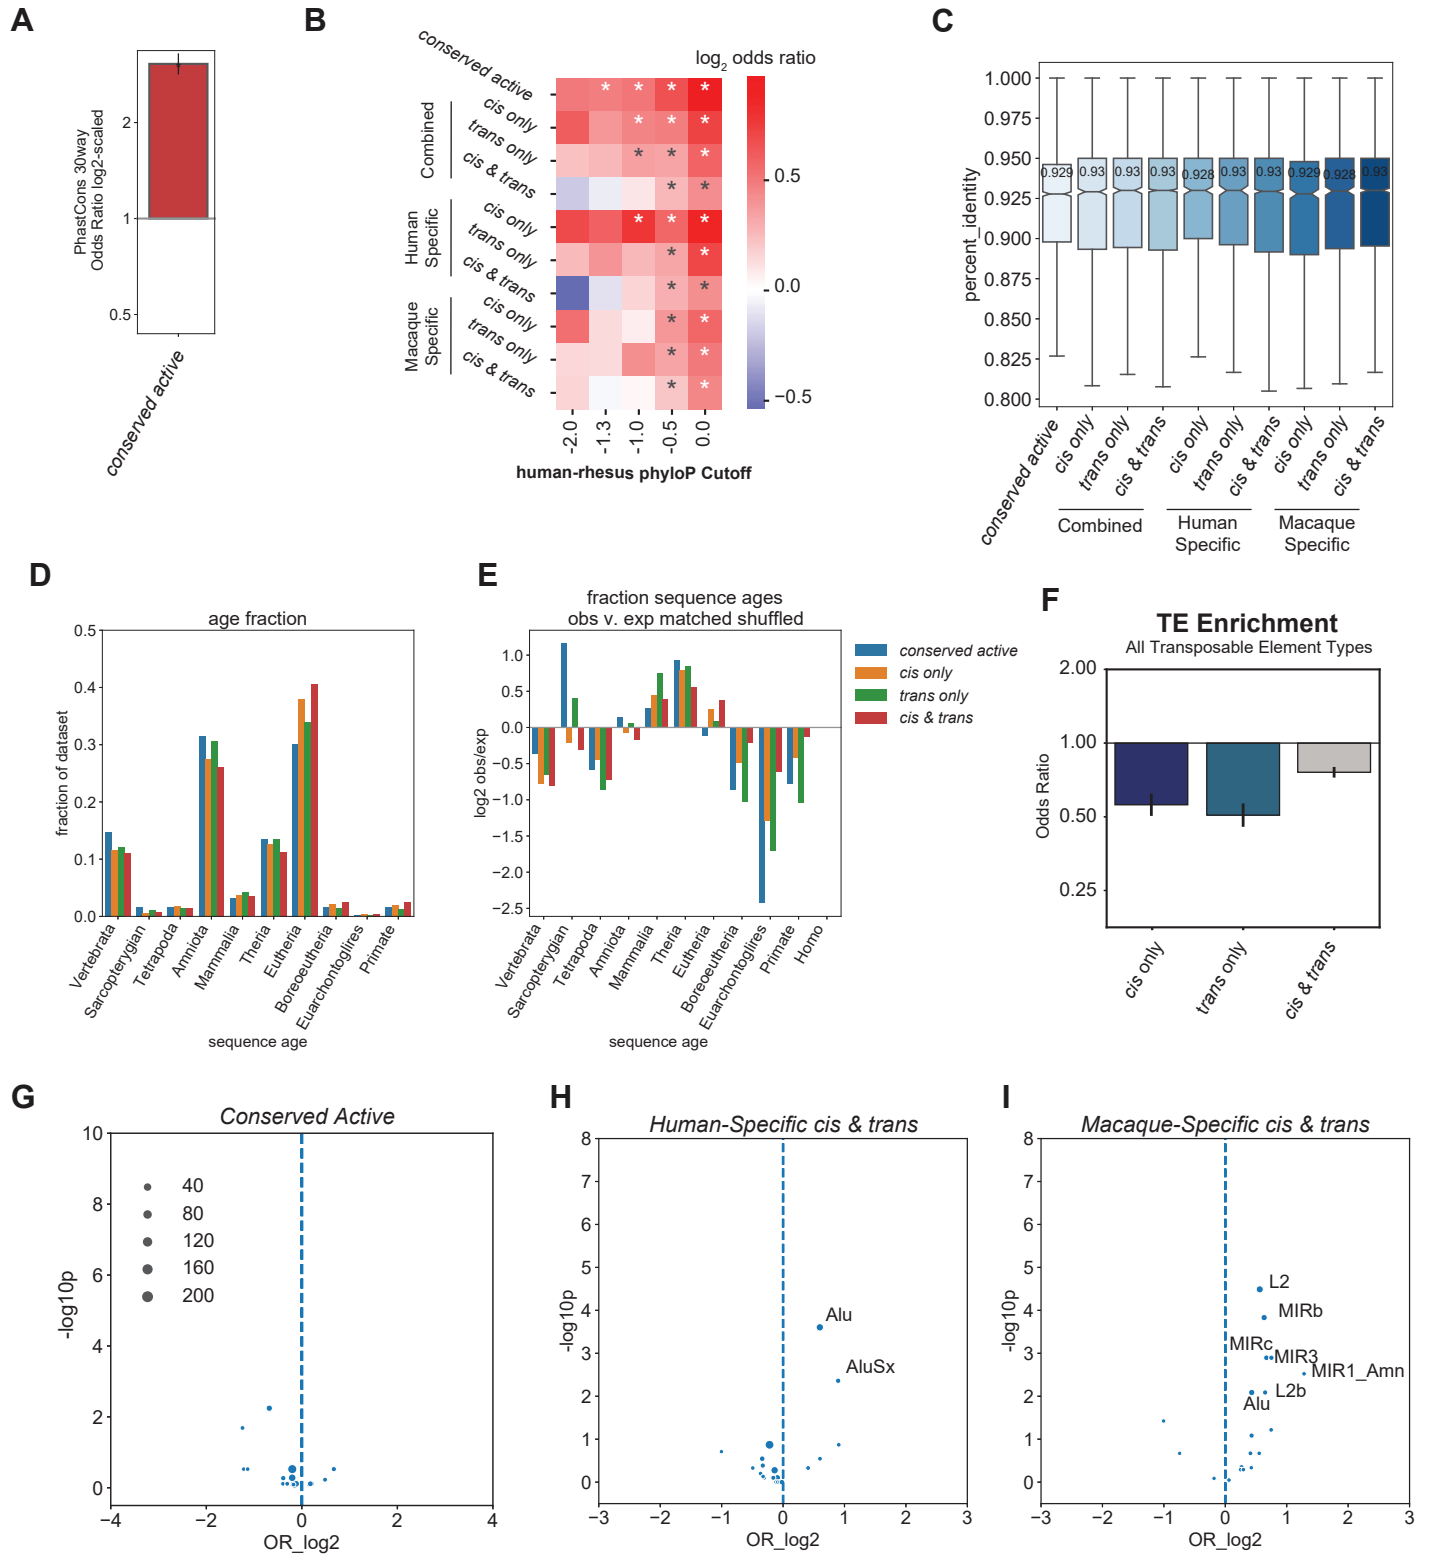 A
PhastCons 30way
Odds Ratio log2-scaled
2
1
0.5
conserved active
B
log2 odds ratio
conserved active
Combined
cis only
trans only
cis & trans
Human
Specific
cis only
trans only
cis & trans
Macaque
Specific
cis only
trans only
cis & trans
* * * *
* * *
* * *
* *
* * *
* *
* *
* *
* *
* *
0.5
0.0
−0.5
-2.0
-1.3
-1.0
-0.5
0.0
human-rhesus phyloP Cutoff
C
percent_identity
1.000
0.975
0.950
0.925
0.900
0.875
0.850
0.825
0.800
0.929 0.93 0.93 0.93 0.928 0.93 0.93 0.929 0.928 0.93
conserved active
cis only
trans only
cis & trans
cis only
trans only
cis & trans
cis only
trans only
cis & trans
Combined
Human
Specific
Macaque
Specific
D
age fraction
fraction of dataset
0.5
0.4
0.3
0.2
0.1
0.0
Vertebrata
Sarcopterygian
Tetrapoda
Amniota
Mammalia
Theria
Eutheria
Boreoeutheria
Euarchontoglires
Primate
sequence age
E
fraction sequence ages
obs v. exp matched shuffled
log2 obs/exp
1.0
0.5
0.0
−0.5
−1.0
−1.5
−2.0
−2.5
Vertebrata
Sarcopterygian
Tetrapoda
Amniota
Mammalia
Theria
Eutheria
Boreoeutheria
Euarchontoglires
Primate
Homo
sequence age
conserved active
cis only
trans only
cis & trans
F
TE Enrichment
All Transposable Element Types
Odds Ratio
2.00
1.00
0.50
0.25
cis only
trans only
cis & trans
G
Conserved Active
-log10p
10
8
6
4
2
0
40
80
120
160
200
−4 −2 0 2 4
OR_log2
H
Human-Specific cis & trans
-log10p
8
7
6
5
4
3
2
1
0
Alu
AluSx
−3 −2 −1 0 1 2 3
OR_log2
I
Macaque-Specific cis & trans
-log10p
8
7
6
5
4
3
2
1
0
L2
MIRb
MIRc
MIR3
MIR1_Amn
L2b
Alu
−3 −2 −1 0 1 2 3
OR_log2